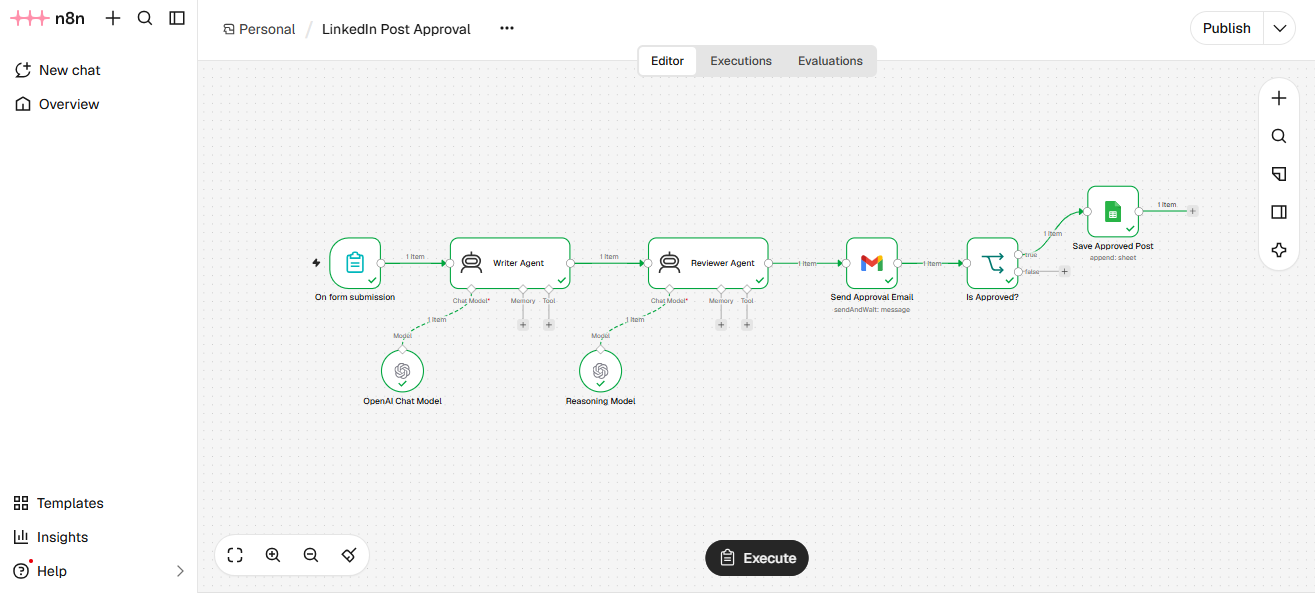 n8n
Personal / LinkedIn Post Approval
Publish
Editor
Executions
Evaluations
New chat
Overview
1 item
1 item
1 item
1 item
1 item
1 item
true
false
Save Approved Post
append: sheet
On form submission
Writer Agent
Chat Model*
Memory
Tool
Reviewer Agent
Chat Model*
Memory
Tool
Send Approval Email
sendAndWait: message
Is Approved?
1 item
Model
OpenAI Chat Model
1 item
Model
Reasoning Model
Templates
Insights
Help
Execute